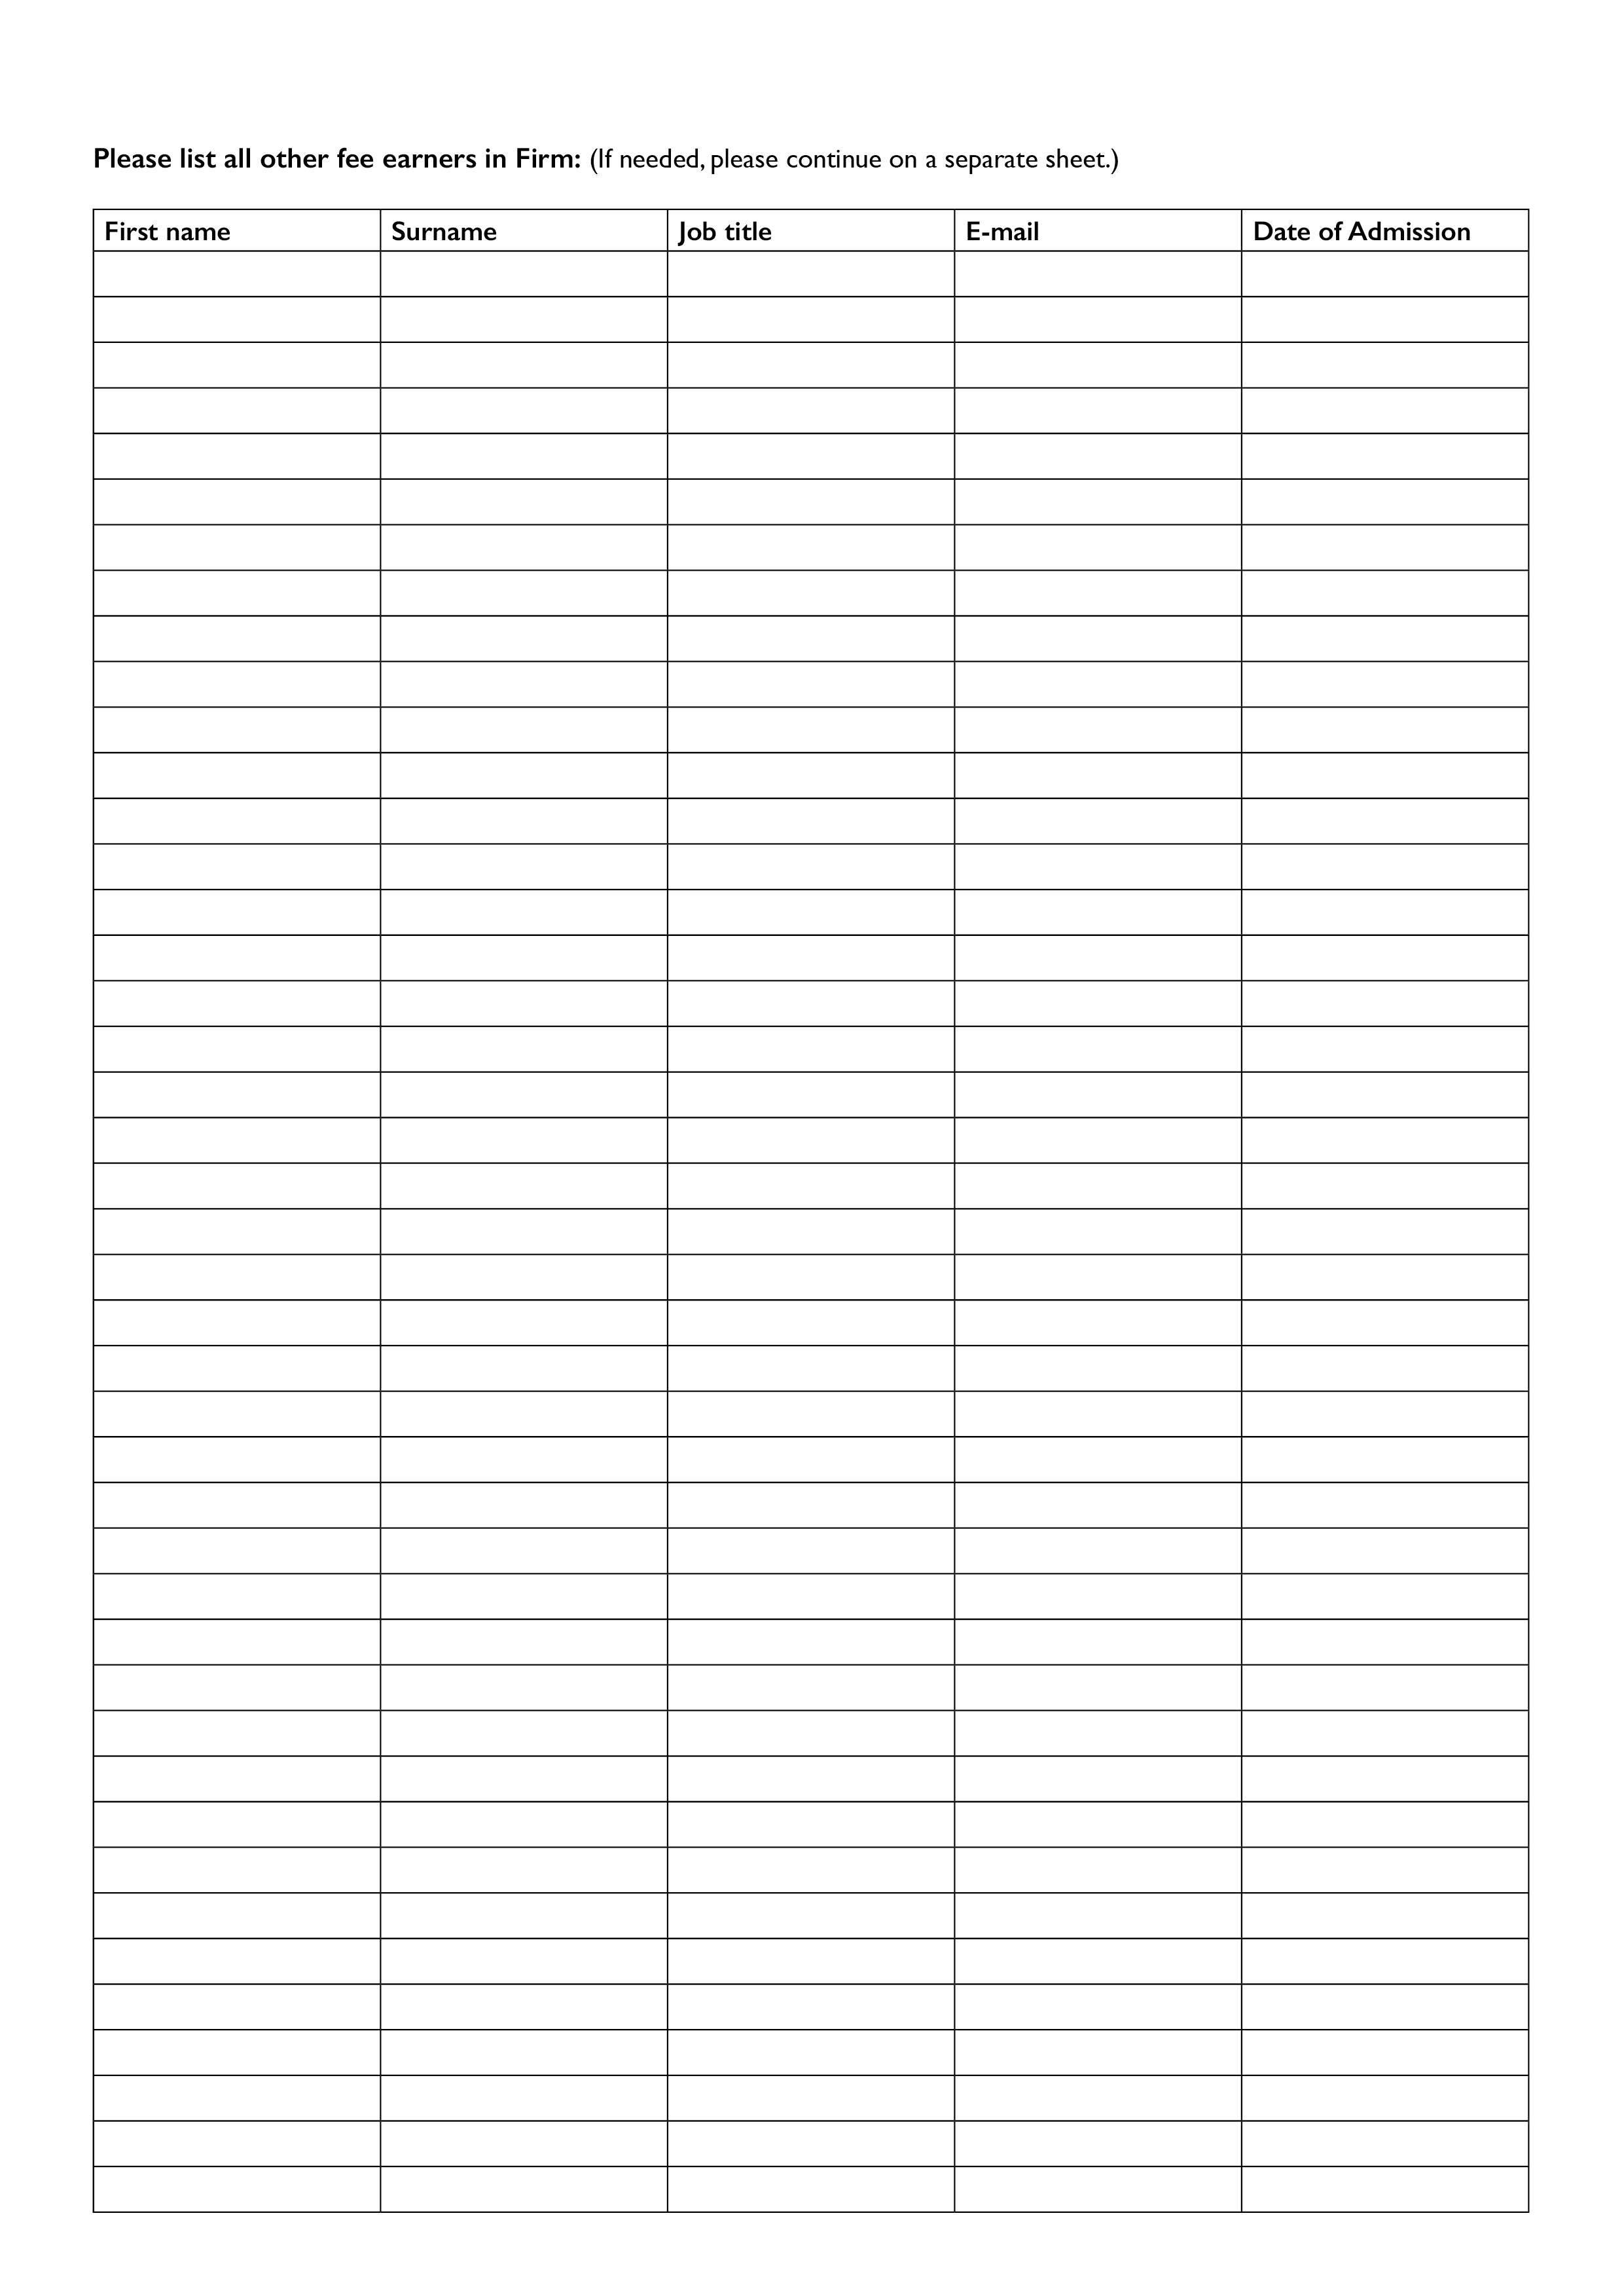 Please list all other fee earners in Firm: (If needed, please continue on a separate sheet.)
First name Surname Job title E-mail Date of Admission